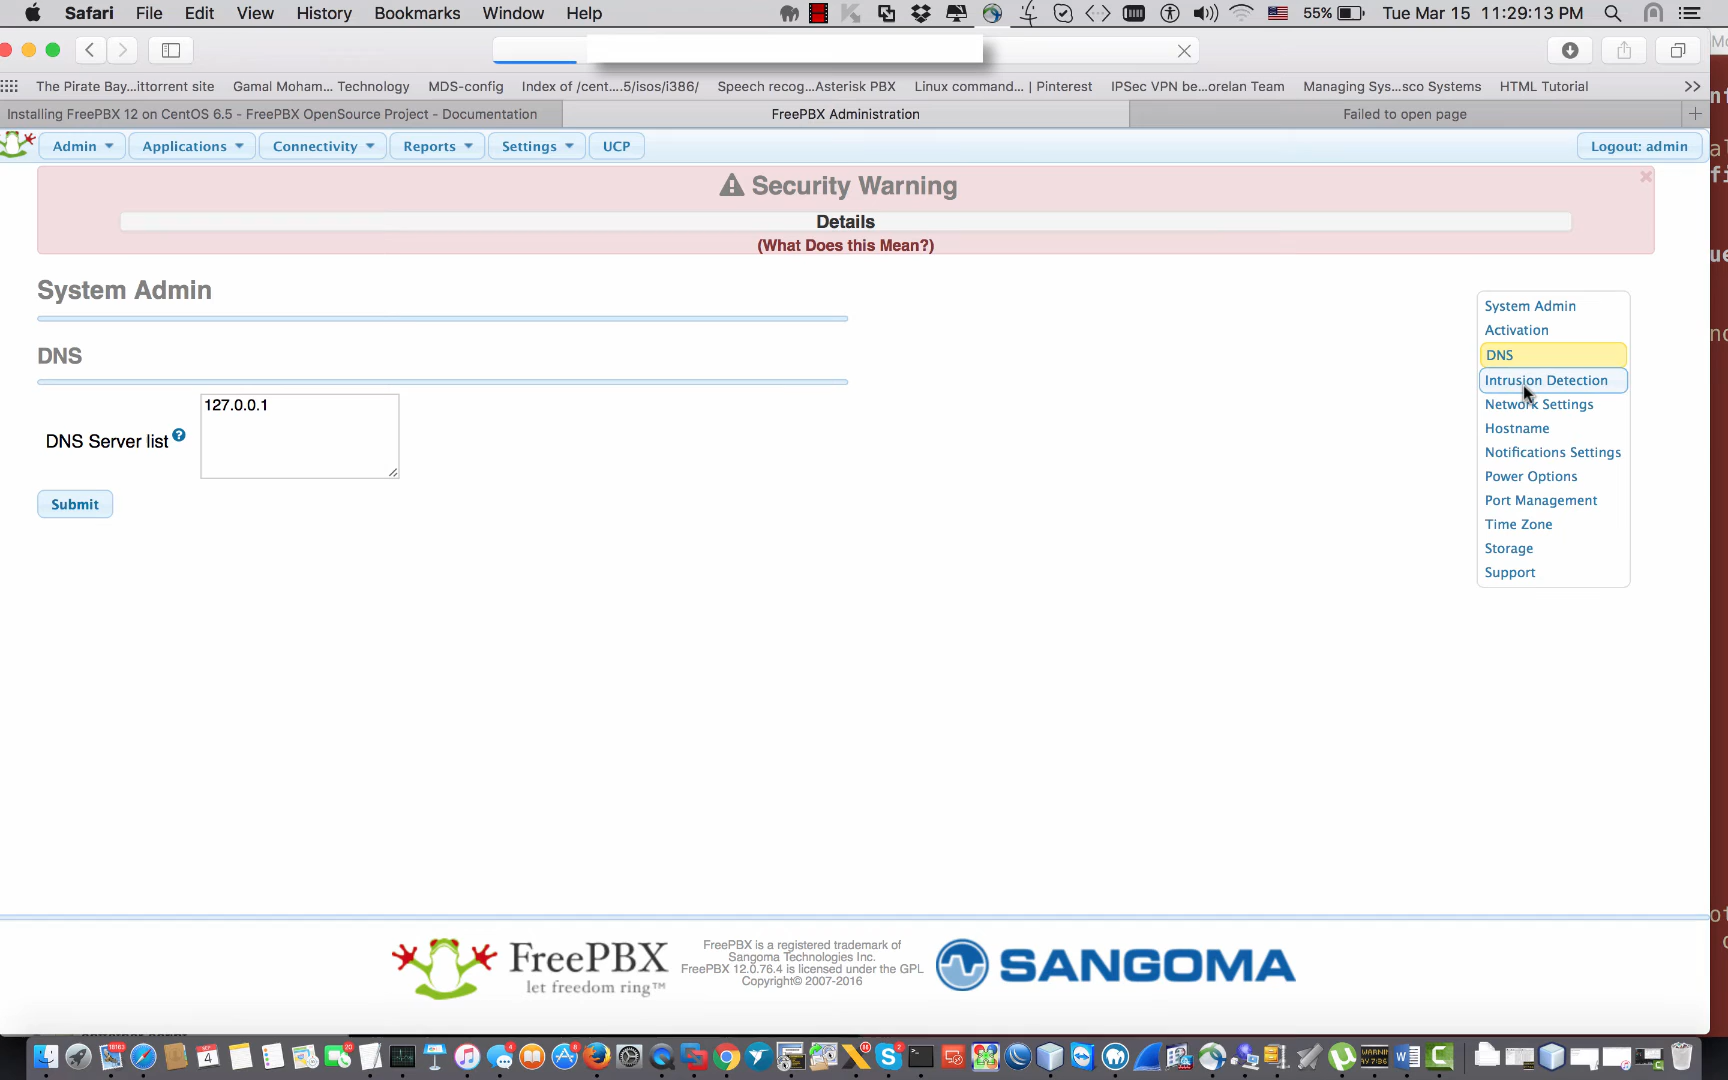 Safari File Edit View History Bookmarks Window Help 55% Tue Mar 15 11:29:13 PM
The Pirate Bay...ittorrent site Gamal Moham... Technology MDS-config Index of /cent....5/isos/i386/ Speech recog...Asterisk PBX Linux command... | Pinterest IPSec VPN be...orelan Team Managing Sys...sco Systems HTML Tutorial >>
Installing FreePBX 12 on CentOS 6.5 - FreePBX OpenSource Project - Documentation FreePBX Administration Failed to open page
Admin Applications Connectivity Reports Settings UCP Logout: admin
Security Warning
Details
(What Does this Mean?)
System Admin
DNS
DNS Server list
127.0.0.1
Submit
System Admin
Activation
DNS
Intrusion Detection
Network Settings
Hostname
Notifications Settings
Power Options
Port Management
Time Zone
Storage
Support
FreePBX
let freedom ring™
FreePBX is a registered trademark of
Sangoma Technologies Inc.
FreePBX 12.0.76.4 is licensed under the GPL
Copyright© 2007-2016
SANGOMA